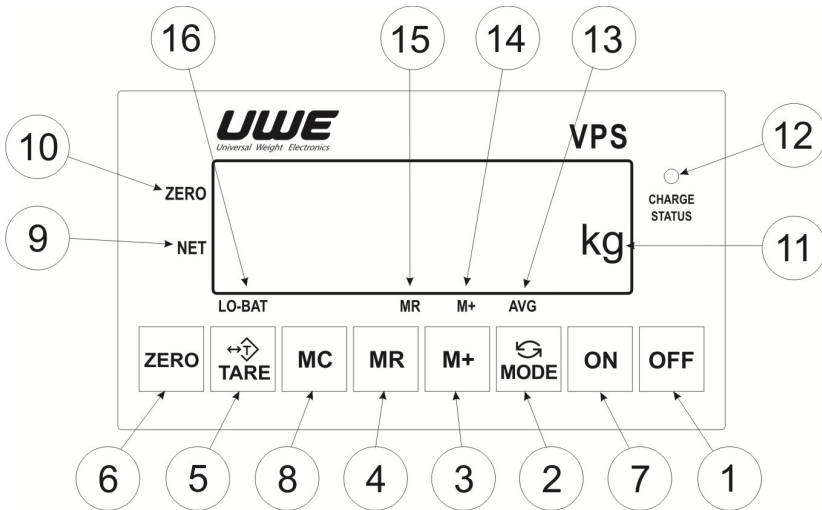 16 15 14 13
UWE
Universal Weight Electronics
VPS
10
12
ZERO
CHARGE
STATUS
9
NET
kg
11
LO-BAT MR M+ AVG
ZERO TARE MC MR M+ MODE ON OFF
6 5 8 4 3 2 7 1